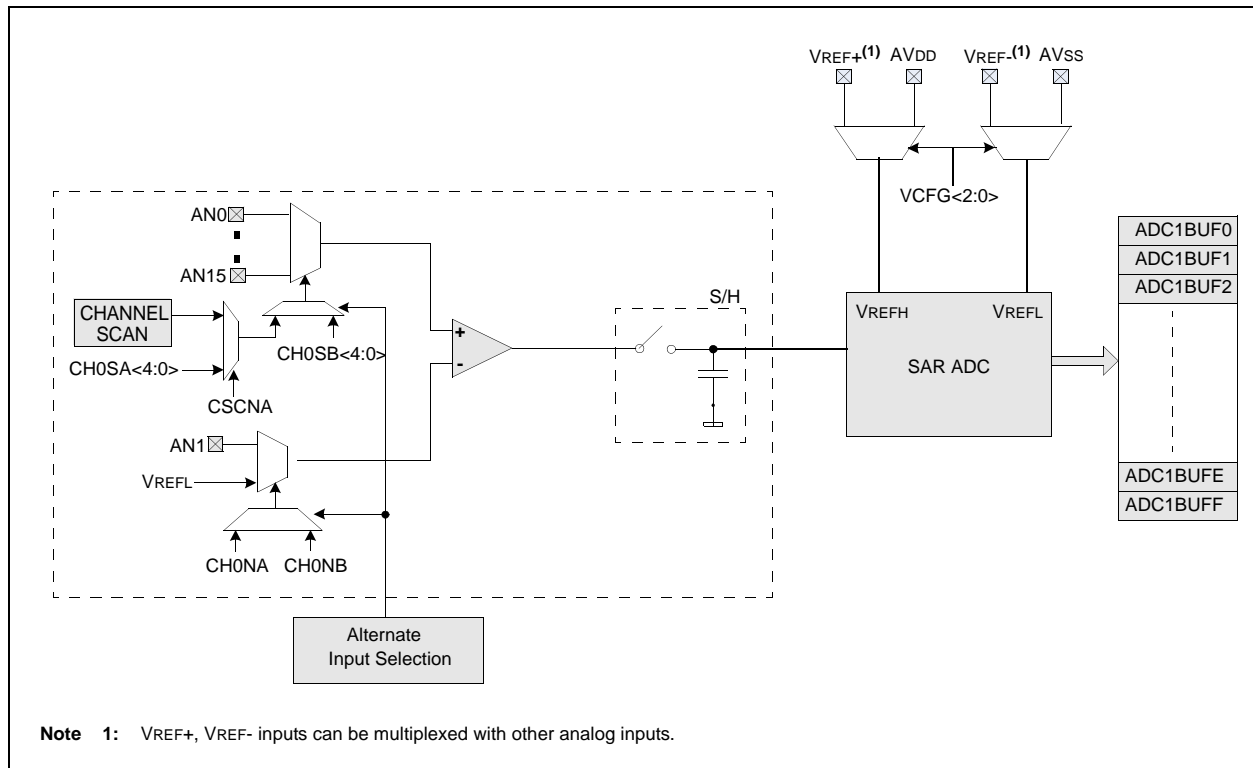 VREF+(1) AVDD VREF-(1) AVSS
VCFG<2:0>
AN0
AN15
CHANNEL
SCAN
CH0SA<4:0>
CSCNA
CH0SB<4:0>
AN1
VREFL
CH0NA CH0NB
+
-
S/H
VREFH VREFL
SAR ADC
ADC1BUF0
ADC1BUF1
ADC1BUF2
ADC1BUFE
ADC1BUFF
Alternate
Input Selection
Note 1: VREF+, VREF- inputs can be multiplexed with other analog inputs.